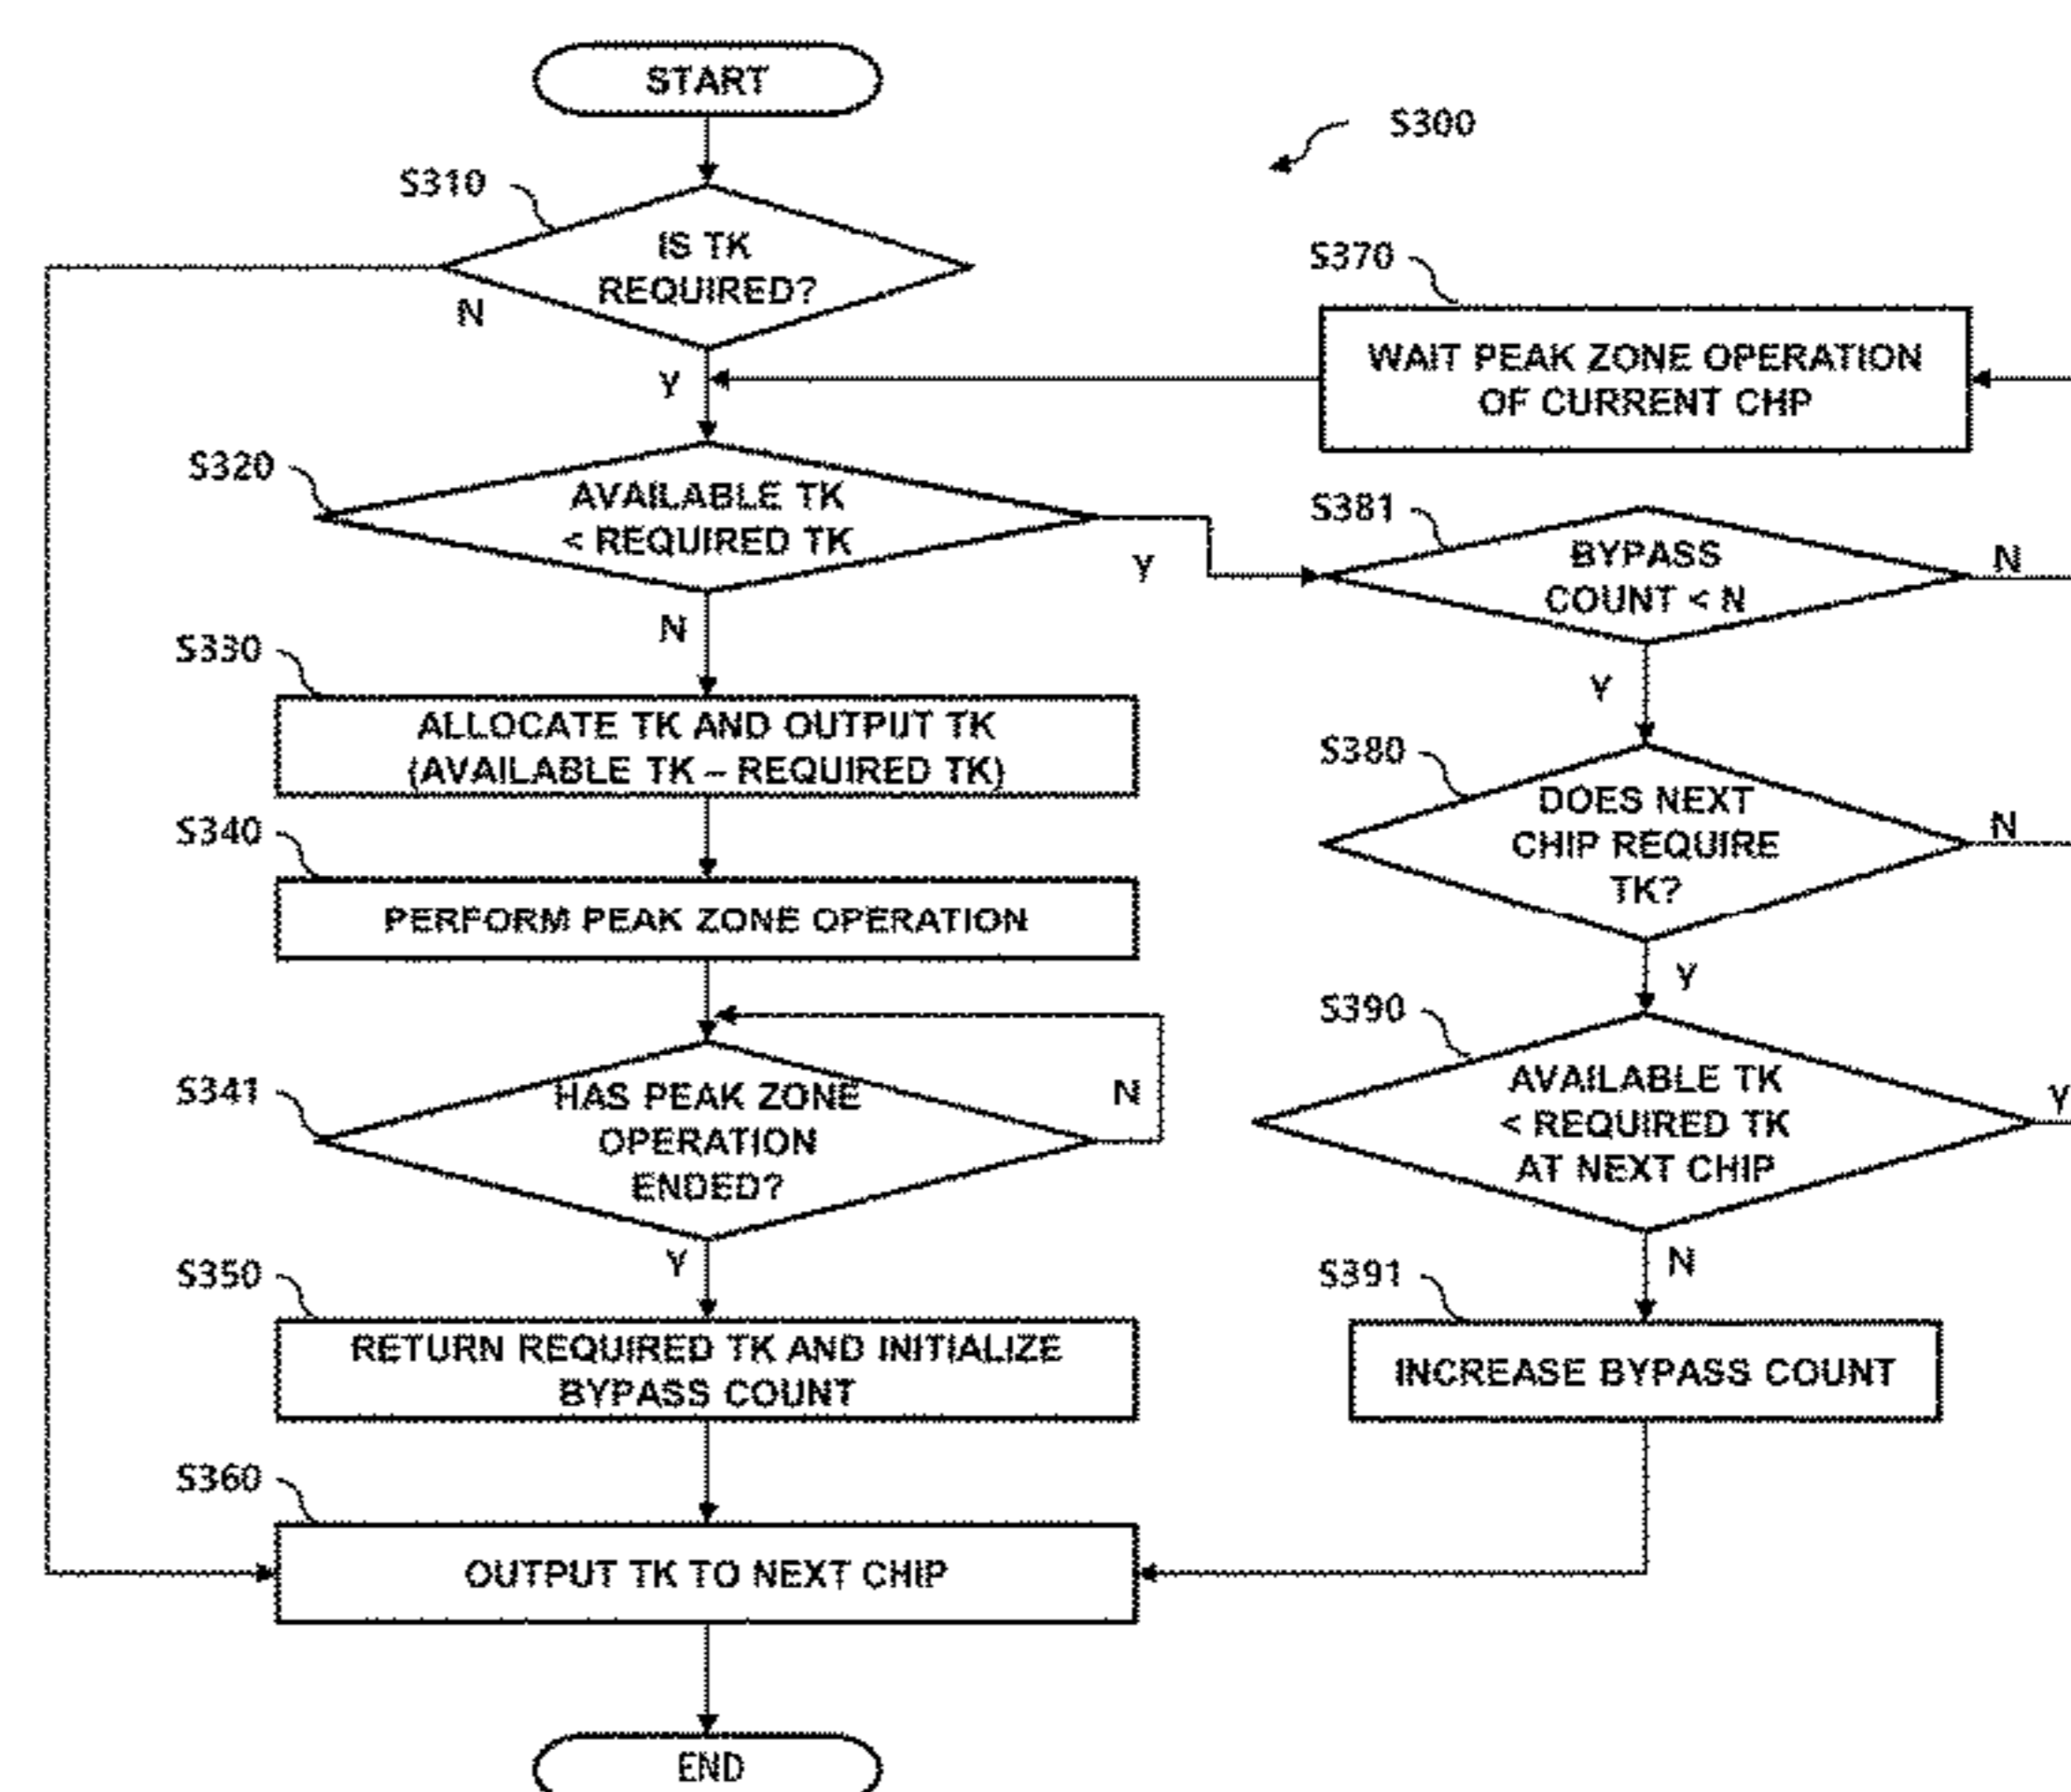 START
S300
S310
IS TK
REQUIRED?
N
Y
S370
WAIT PEAK ZONE OPERATION
OF CURRENT CHP
S320
AVAILABLE TK
< REQUIRED TK
Y
N
S381
BYPASS
COUNT < N
N
Y
S330
ALLOCATE TK AND OUTPUT TK
(AVAILABLE TK – REQUIRED TK)
S380
DOES NEXT
CHIP REQUIRE
TK?
N
Y
S340
PERFORM PEAK ZONE OPERATION
S390
AVAILABLE TK
< REQUIRED TK
AT NEXT CHIP
Y
N
S341
HAS PEAK ZONE
OPERATION
ENDED?
N
Y
S350
RETURN REQUIRED TK AND INITIALIZE
BYPASS COUNT
S391
INCREASE BYPASS COUNT
S360
OUTPUT TK TO NEXT CHIP
END